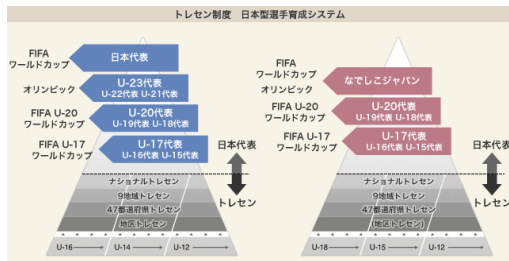 トレセン制度 日本型選手育成システム
FIFA
ワールドカップ
日本代表
オリンピック
U-23代表
U-22代表 U-21代表
FIFA U-20
ワールドカップ
U-20代表
U-19代表 U-18代表
FIFA U-17
ワールドカップ
U-17代表
U-16代表 U-15代表
日本代表
トレセン
ナショナルトレセン
9地域トレセン
47都道府県トレセン
地区トレセン
U-16
U-14
U-12
FIFA
ワールドカップ
オリンピック
なでしこジャパン
FIFA U-20
ワールドカップ
U-20代表
U-19代表 U-18代表
FIFA U-17
ワールドカップ
U-17代表
U-16代表 U-15代表
日本代表
トレセン
ナショナルトレセン
9地域トレセン
47都道府県トレセン
(地区トレセン)
U-18
U-15
U-12